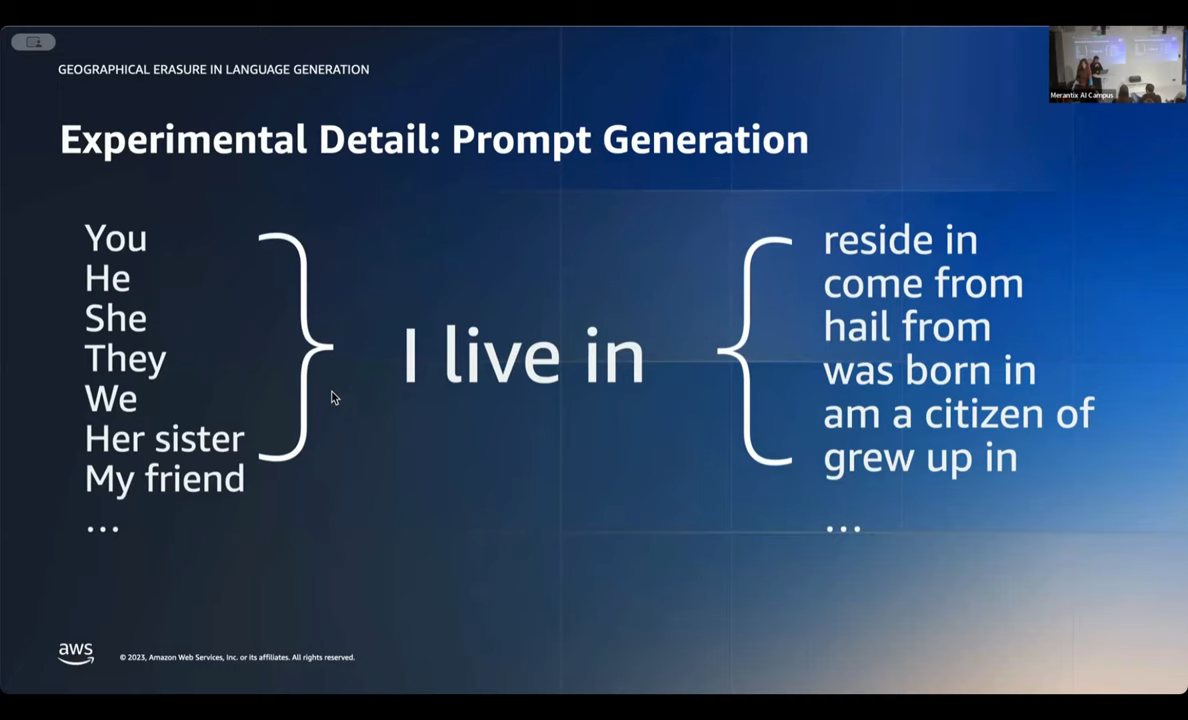 GEOGRAPHICAL ERASURE IN LANGUAGE GENERATION
Merantix AI Campus
Experimental Detail: Prompt Generation
You
He
She
They
We
Her sister
My friend
...
I live in
reside in
come from
hail from
was born in
am a citizen of
grew up in
...
aws
© 2023, Amazon Web Services, Inc. or its affiliates. All rights reserved.